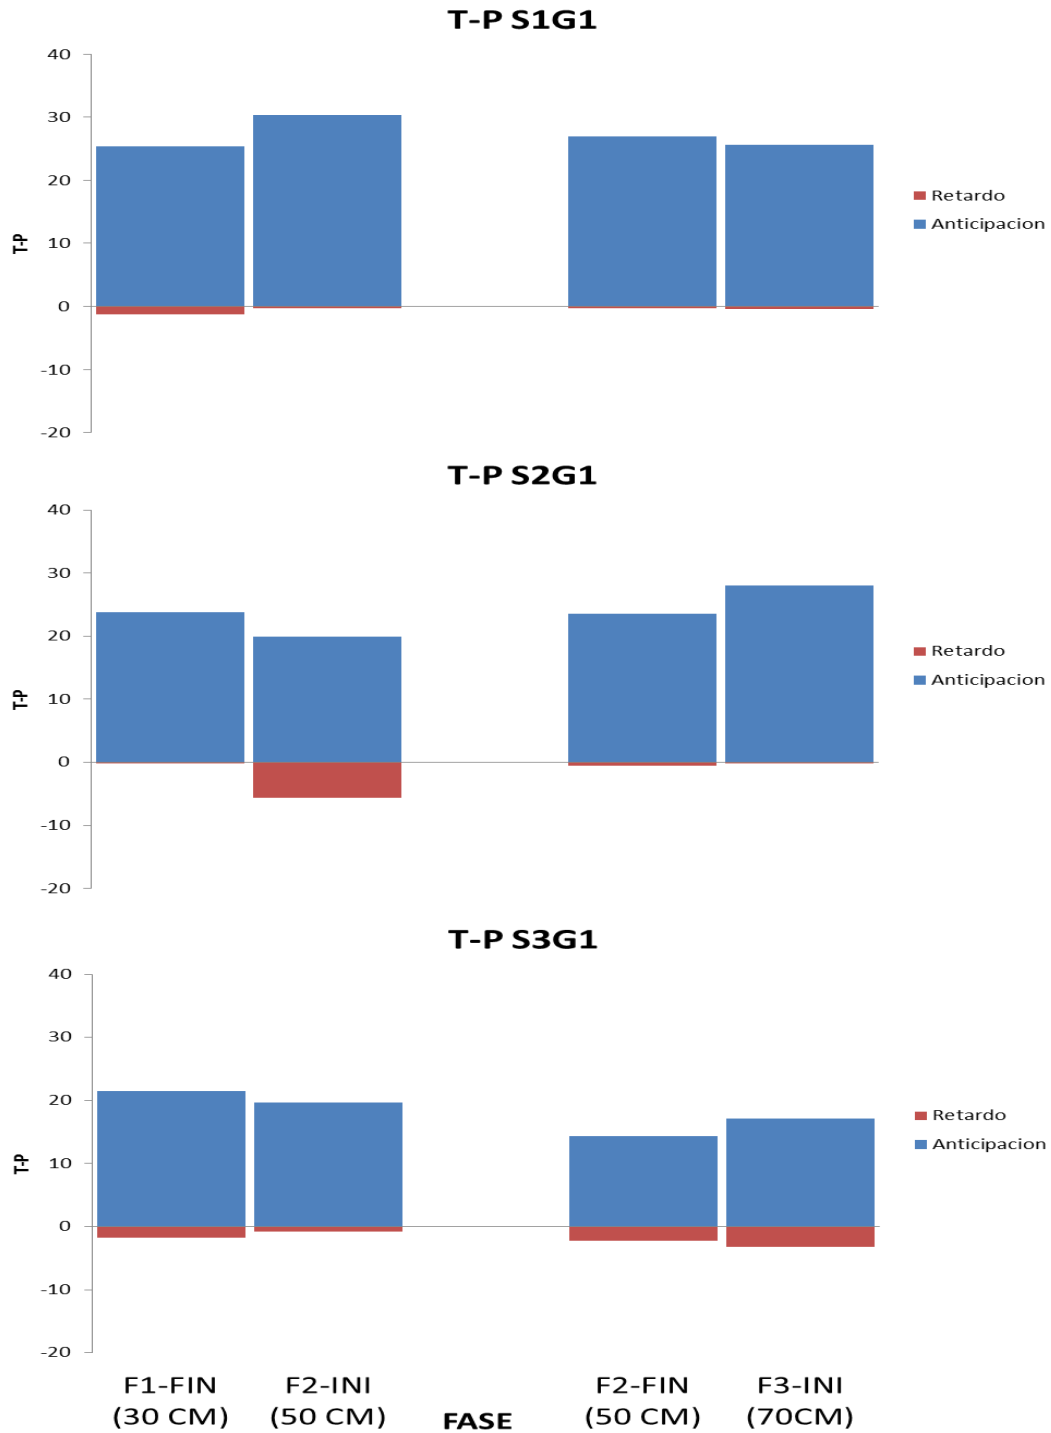 T-P S1G1
40
30
20
10
0
-10
-20
T-P
Retardo
Anticipacion
T-P S2G1
40
30
20
10
0
-10
-20
T-P
Retardo
Anticipacion
T-P S3G1
40
30
20
10
0
-10
-20
T-P
Retardo
Anticipacion
F1-FIN F2-INI F2-FIN F3-INI
(30 CM) (50 CM) (50 CM) (70CM)
FASE